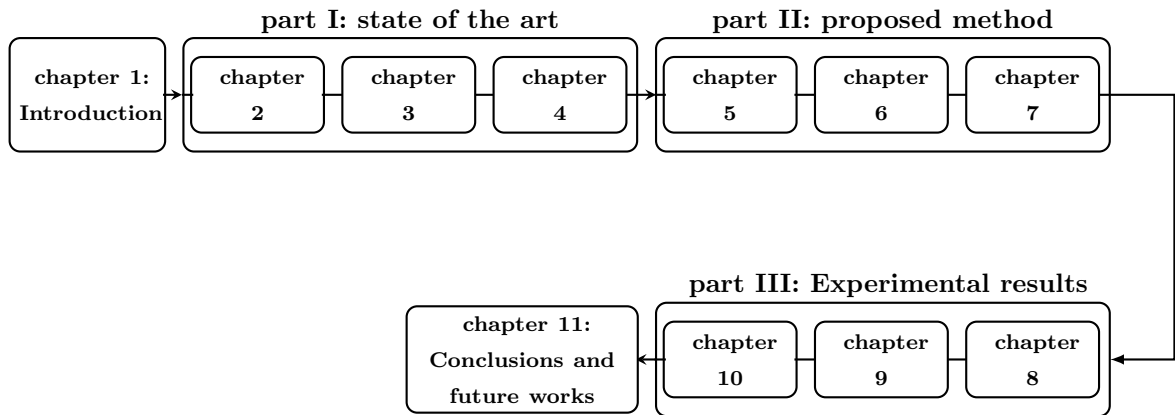 part I: state of the art
part II: proposed method
chapter 1:
Introduction
chapter
2
chapter
3
chapter
4
chapter
5
chapter
6
chapter
7
part III: Experimental results
chapter 11:
Conclusions and
future works
chapter
10
chapter
9
chapter
8